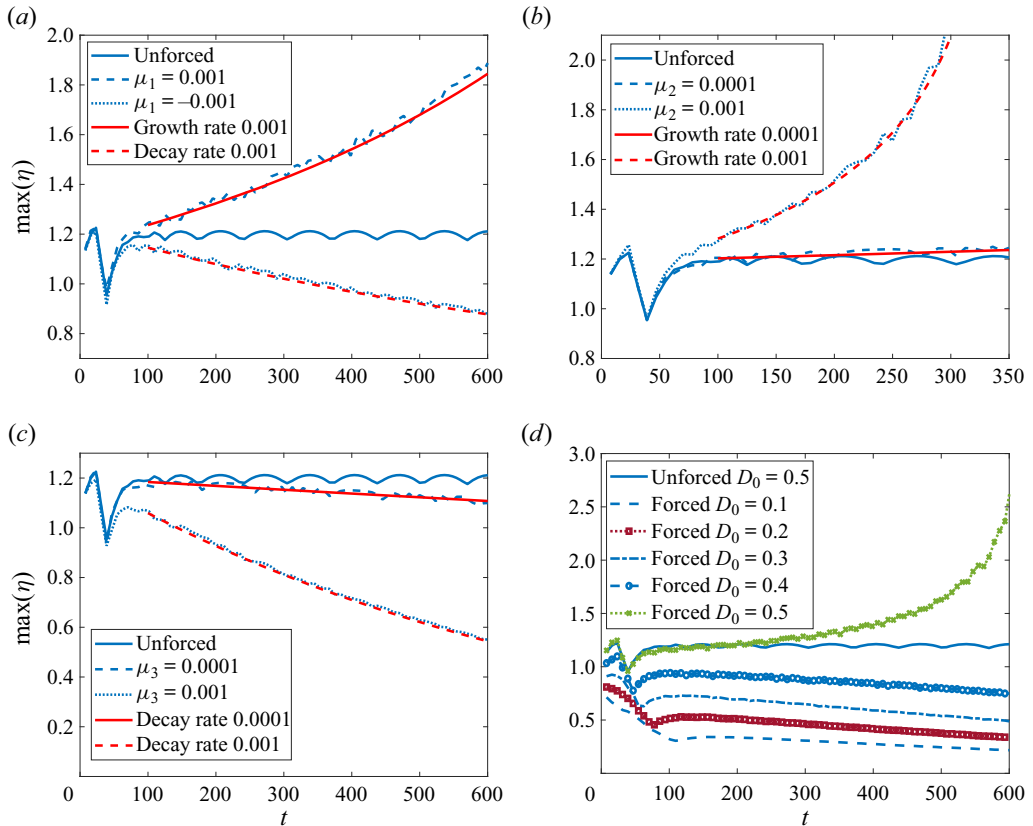 (a)
2.0
1.8
1.6
1.4
1.2
1.0
0.8
max(η)
Unforced
μ1 = 0.001
μ1 = –0.001
Growth rate 0.001
Decay rate 0.001
0 100 200 300 400 500 600
(b)
2.0
1.8
1.6
1.4
1.2
1.0
0.8
Unforced
μ2 = 0.0001
μ2 = 0.001
Growth rate 0.0001
Growth rate 0.001
0 50 100 150 200 250 300 350
(c)
1.2
1.0
0.8
0.6
0.4
1.2
max(η)
Unforced
μ3 = 0.0001
μ3 = 0.001
Decay rate 0.0001
Decay rate 0.001
0 100 200 300 400 500 600
t
(d)
3.0
2.5
2.0
1.5
1.0
0.5
Unforced D0 = 0.5
Forced D0 = 0.1
Forced D0 = 0.2
Forced D0 = 0.3
Forced D0 = 0.4
Forced D0 = 0.5
0 100 200 300 400 500 600
t